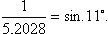 1/5.2028 = sin. 11°.